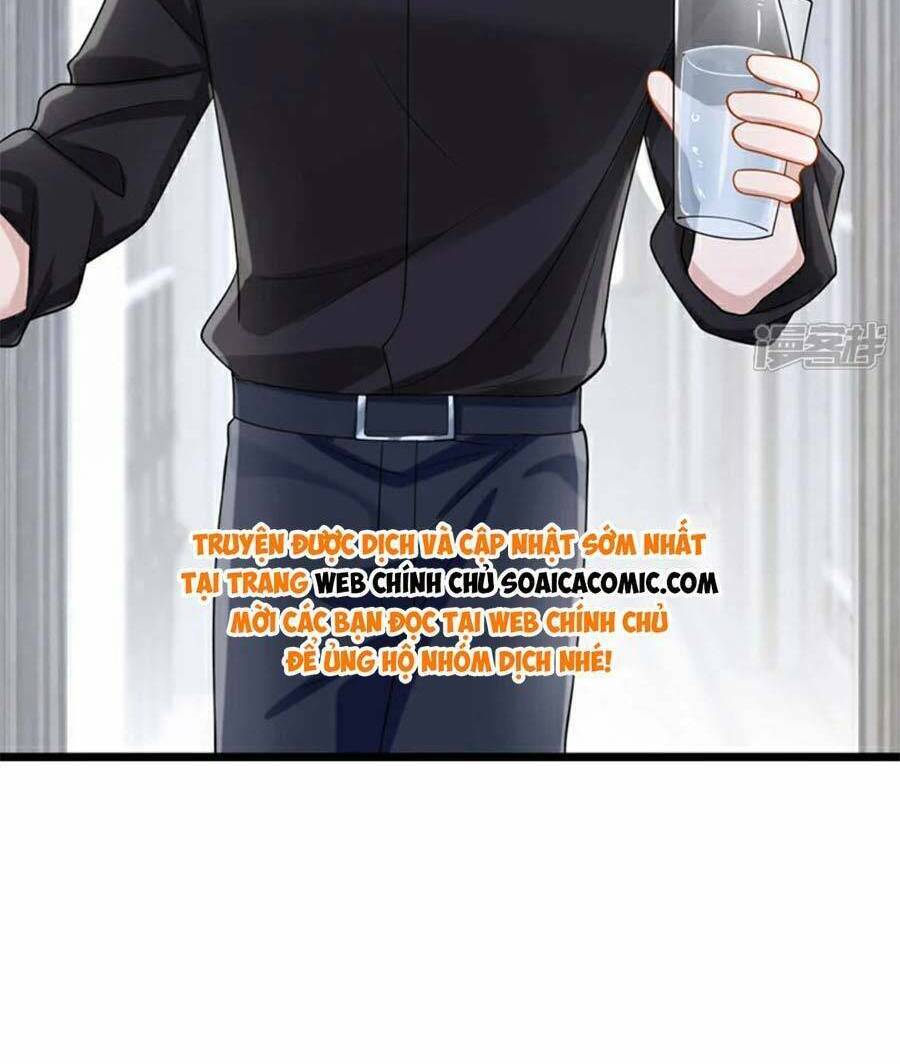 漫客栈
TRUYỆN ĐƯỢC DỊCH VÀ CẬP NHẬT SỚM NHẤT
TẠI TRANG WEB CHÍNH CHỦ SOAICACOMIC.COM
MỜI CÁC BẠN ĐỌC TẠI WEB CHÍNH CHỦ
ĐỂ ỦNG HỘ NHÓM DỊCH NHÉ!